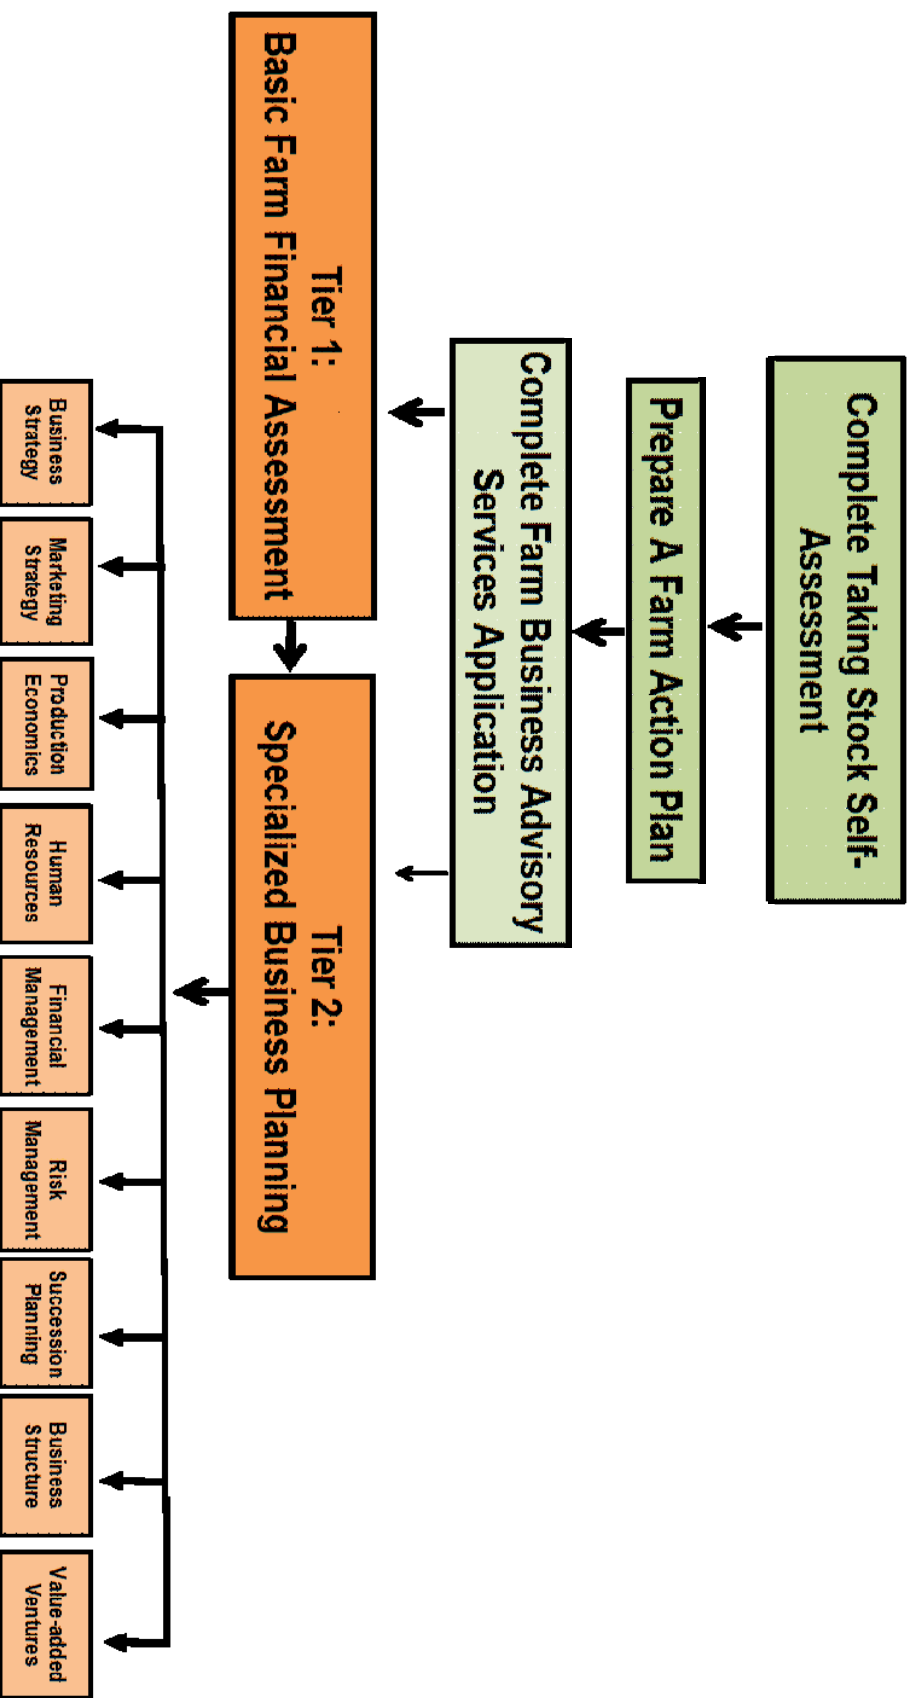 Complete Taking Stock Self-
Assessment
Prepare A Farm Action Plan
Complete Farm Business Advisory
Services Application
Tier 1:
Basic Farm Financial Assessment
Tier 2:
Specialized Business Planning
Business
Strategy
Marketing
Strategy
Production
Economics
Human
Resources
Financial
Management
Risk
Management
Succession
Planning
Business
Structure
Value-added
Ventures